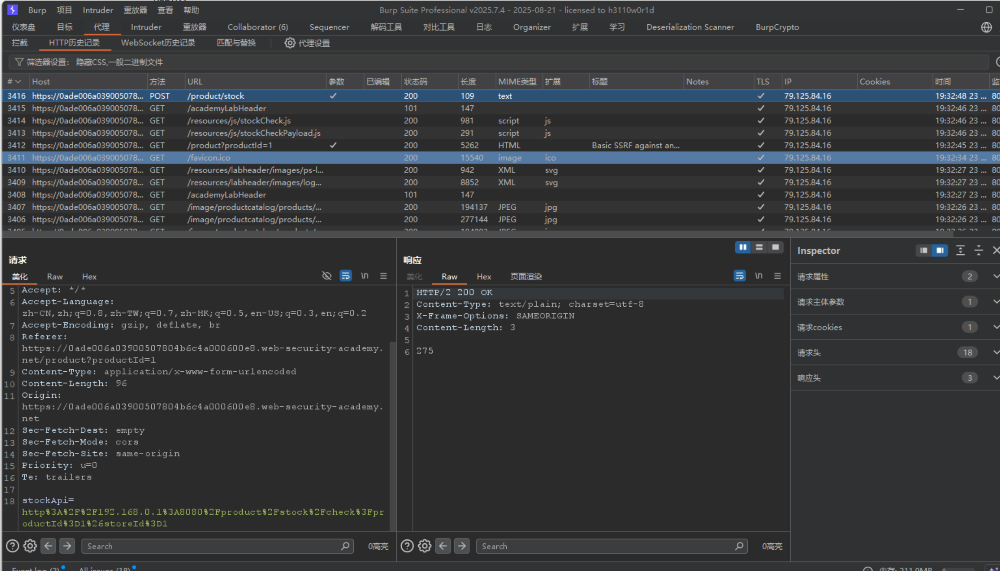 Burp 项目 Intruder 重放器 查看 帮助 Burp Suite Professional v2025.7.4 - 2025-08-21 - licensed to h3110w0r1d
仪表盘 目标 代理 Intruder 重放器 Collaborator (6) Sequencer 解码工具 对比工具 日志 Organizer 扩展 学习 Deserialization Scanner BurpCrypto
拦截 HTTP历史记录 WebSocket历史记录 匹配与替换 代理设置
筛选器设置： 隐藏CSS,一般二进制文件
# Host 方法 URL 参数 已编辑 状态码 长度 MIME类型 扩展 标题 Notes TLS IP Cookies 时间 监
3416 https://0ade006a039005078... POST /product/stock ✓ 200 109 text ✓ 79.125.84.16 19:32:48 23 ... 80
3415 https://0ade006a039005078... GET /academyLabHeader 101 147 ✓ 79.125.84.16 19:32:46 23 ... 80
3414 https://0ade006a039005078... GET /resources/js/stockCheck.js 200 981 script js ✓ 79.125.84.16 19:32:46 23 ... 80
3413 https://0ade006a039005078... GET /resources/js/stockCheckPayload.js 200 291 script js ✓ 79.125.84.16 19:32:46 23 ... 80
3412 https://0ade006a039005078... GET /product?productId=1 ✓ 200 5262 HTML Basic SSRF against an... ✓ 79.125.84.16 19:32:45 23 ... 80
3411 https://0ade006a039005078... GET /favicon.ico 200 15540 image ico ✓ 79.125.84.16 19:32:34 23 ... 80
3410 https://0ade006a039005078... GET /resources/labheader/images/ps-l... 200 942 XML svg ✓ 79.125.84.16 19:32:27 23 ... 80
3409 https://0ade006a039005078... GET /resources/labheader/images/log... 200 8852 XML svg ✓ 79.125.84.16 19:32:27 23 ... 80
3408 https://0ade006a039005078... GET /academyLabHeader 101 147 ✓ 79.125.84.16 19:32:27 23 ... 80
3407 https://0ade006a039005078... GET /image/productcatalog/products/... 200 194137 JPEG jpg ✓ 79.125.84.16 19:32:26 23 ... 80
3406 https://0ade006a039005078... GET /image/productcatalog/products/... 200 277144 JPEG jpg ✓ 79.125.84.16 19:32:26 23 ... 80
请求
美化 Raw Hex \n
5 Accept: */*
6 Accept-Language:
zh-CN,zh;q=0.8,zh-TW;q=0.7,zh-HK;q=0.5,en-US;q=0.3,en;q=0.2
7 Accept-Encoding: gzip, deflate, br
8 Referer:
https://0ade006a03900507804b6c4a000600e8.web-security-academy.
net/product?productId=1
9 Content-Type: application/x-www-form-urlencoded
10 Content-Length: 96
11 Origin:
https://0ade006a03900507804b6c4a000600e8.web-security-academy.
net
12 Sec-Fetch-Dest: empty
13 Sec-Fetch-Mode: cors
14 Sec-Fetch-Site: same-origin
15 Priority: u=0
16 Te: trailers
17
18 stockApi=
http%3A%2F%2F192.168.0.1%3A8080%2Fproduct%2Fstock%2Fcheck%3Fpr
oductId%3D1%26storeId%3D1
Search 0高亮
响应
美化 Raw Hex 页面渲染 \n
1 HTTP/2 200 OK
2 Content-Type: text/plain; charset=utf-8
3 X-Frame-Options: SAMEORIGIN
4 Content-Length: 3
5
6 275
Search 0高亮
Inspector
请求属性 2
请求主体参数 1
请求cookies 1
请求头 18
响应头 3
Event log (2) All issues (18) 内存: 211.9MB